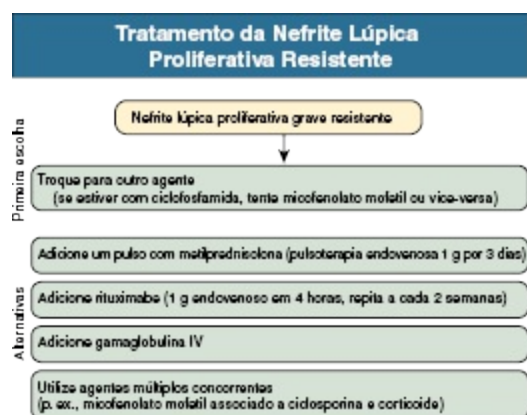 Tratamento da Nefrite Lúpica
Proliferativa Resistente
Primeira escolha
Nefrite lúpica proliferativa grave resistente
Troque para outro agente
(se estiver com ciclofosfamida, tente micofenolato mofetil ou vice-versa)
Alternativas
Adicione um pulso com metilprednisolona (pulsoterapia endovenosa 1 g por 3 dias)
Adicione rituximabe (1 g endovenoso em 4 horas, repita a cada 2 semanas)
Adicione gamaglobulina IV
Utilize agentes múltiplos concorrentes
(p. ex., micofenolato mofetil associado a ciclosporina e corticoide)